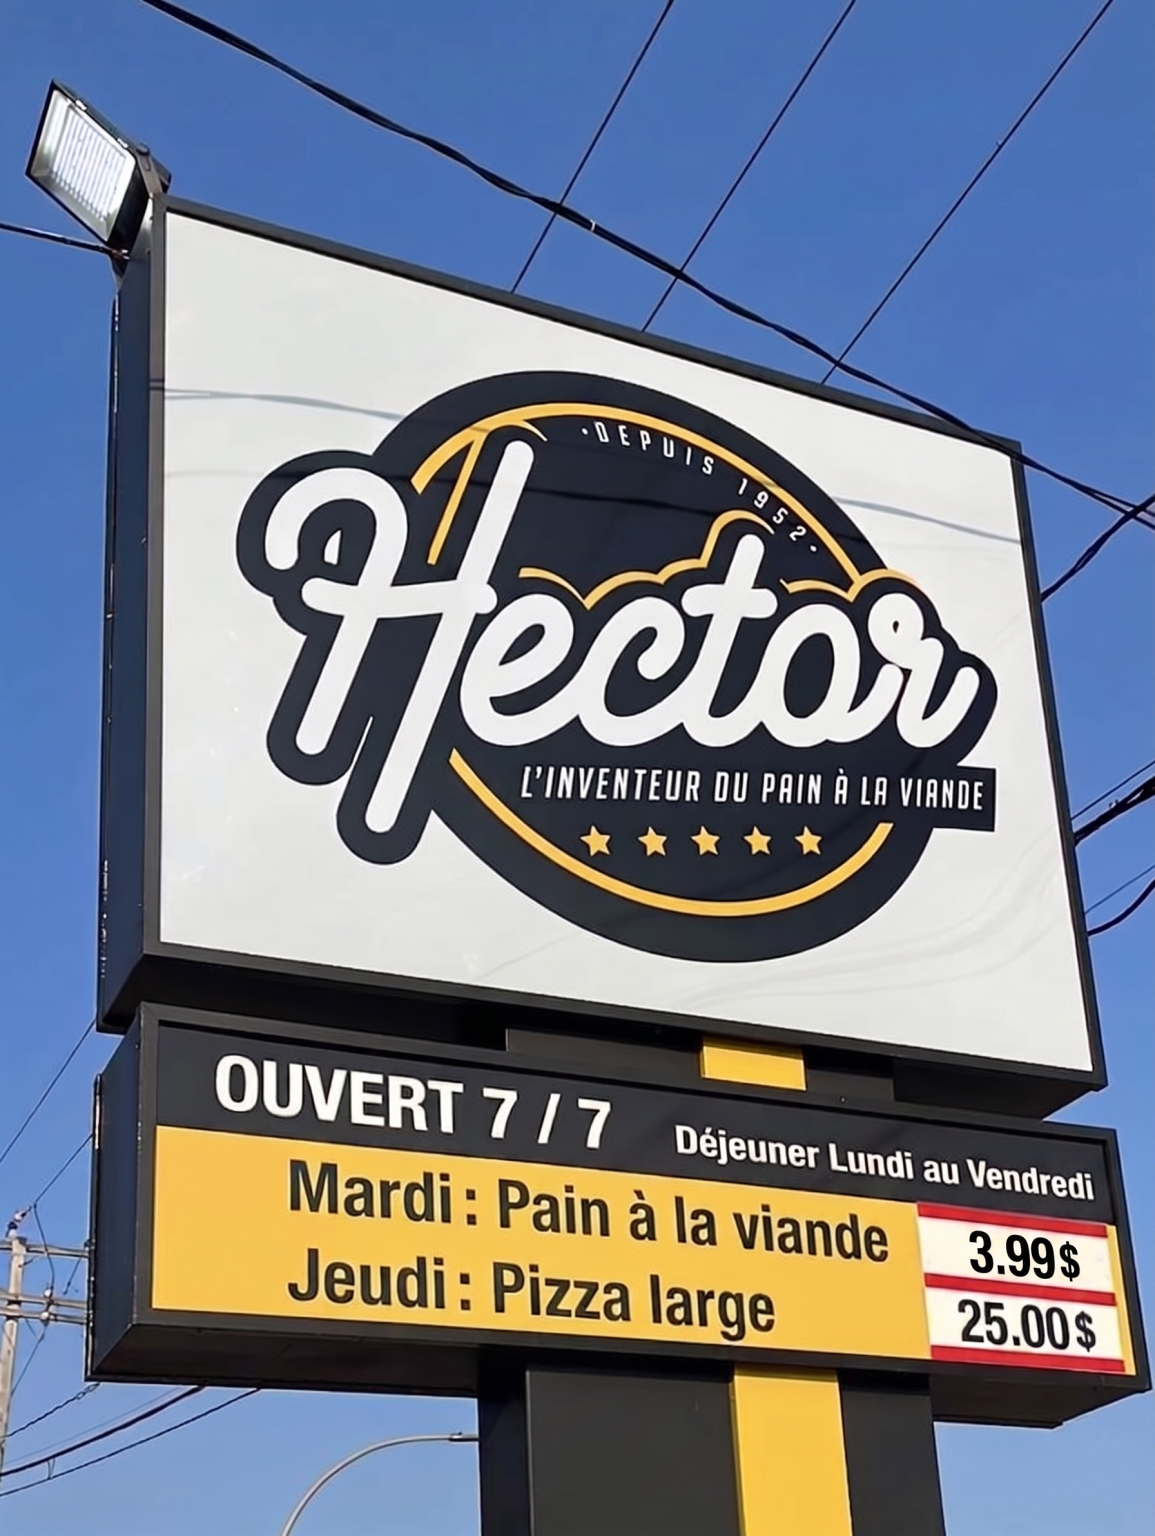 ·DEPUIS 1952·
Hector
L'INVENTEUR DU PAIN À LA VIANDE
OUVERT 7 / 7
Déjeuner Lundi au Vendredi
Mardi : Pain à la viande 3.99$
Jeudi : Pizza large 25.00$